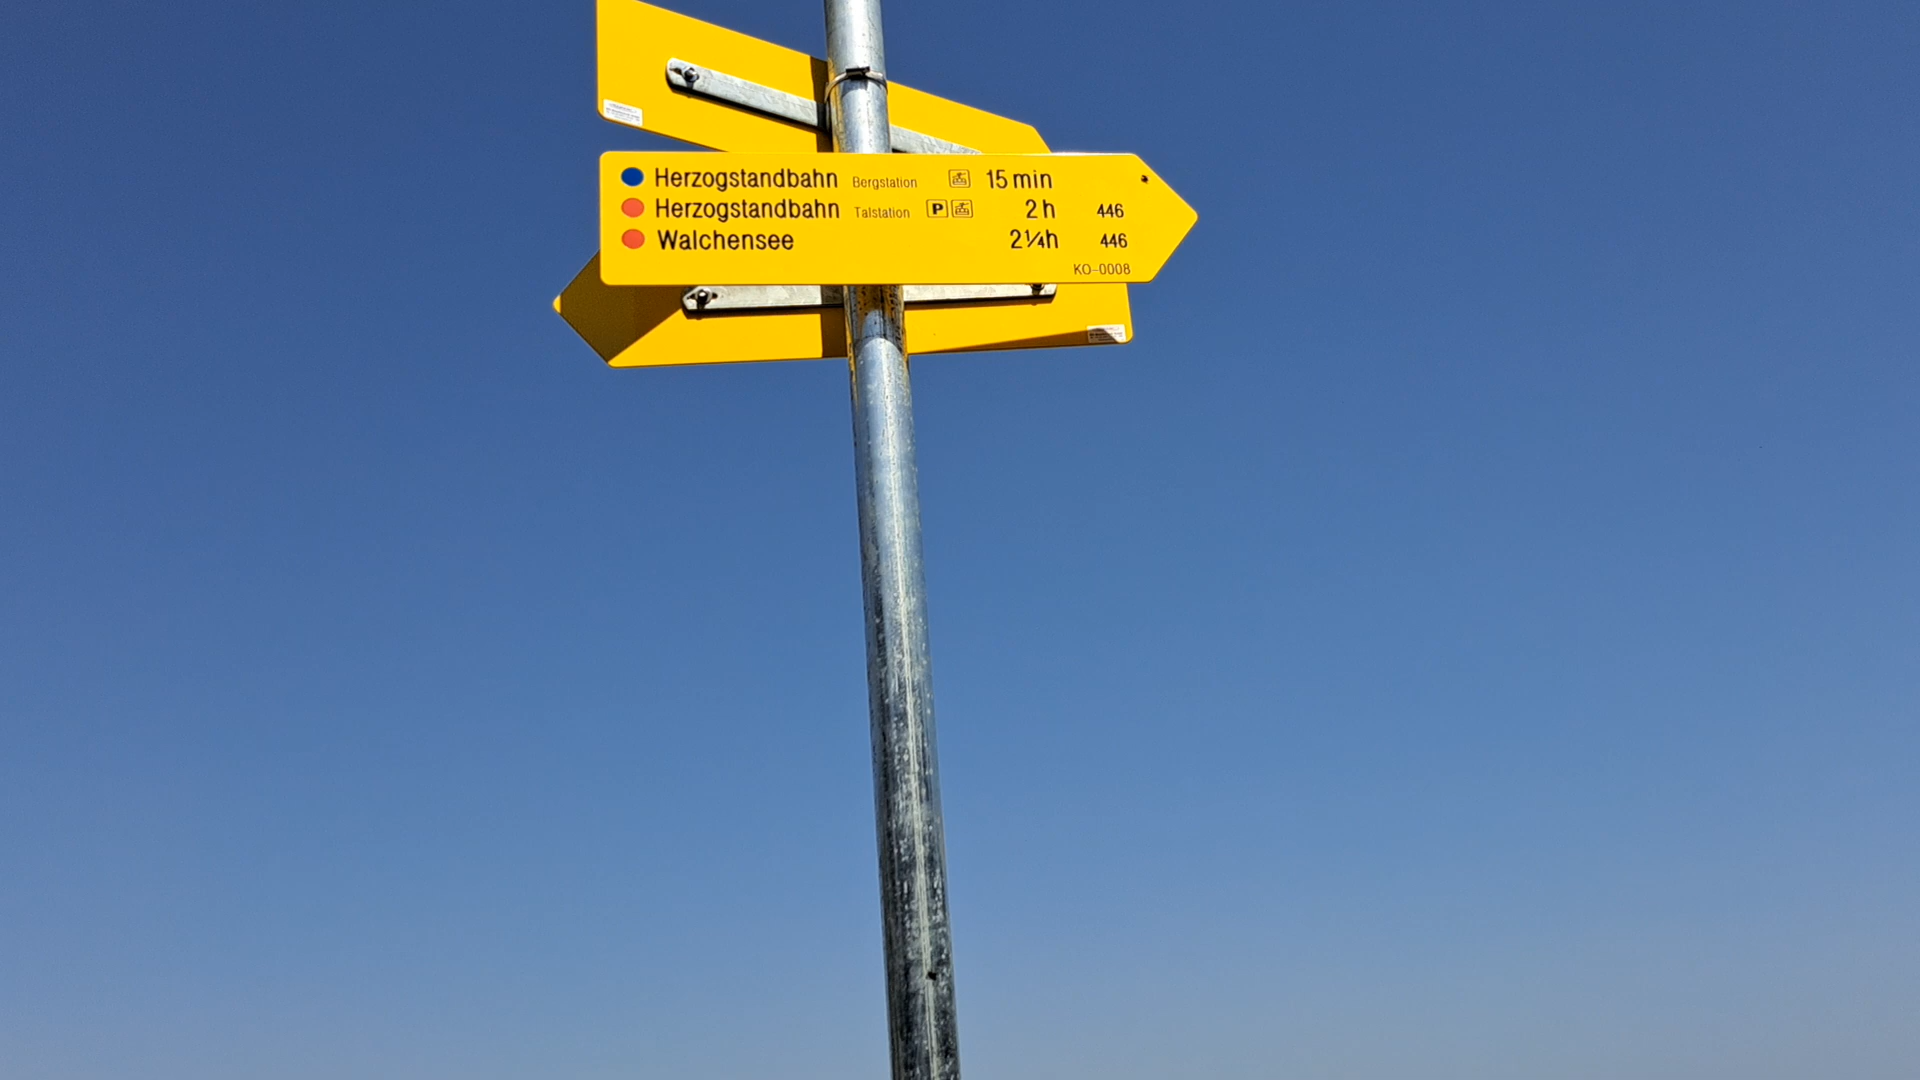 Herzogstandbahn Bergstation 15 min
Herzogstandbahn Talstation P 2 h 446
Walchensee 2¼h 446
KO-0008